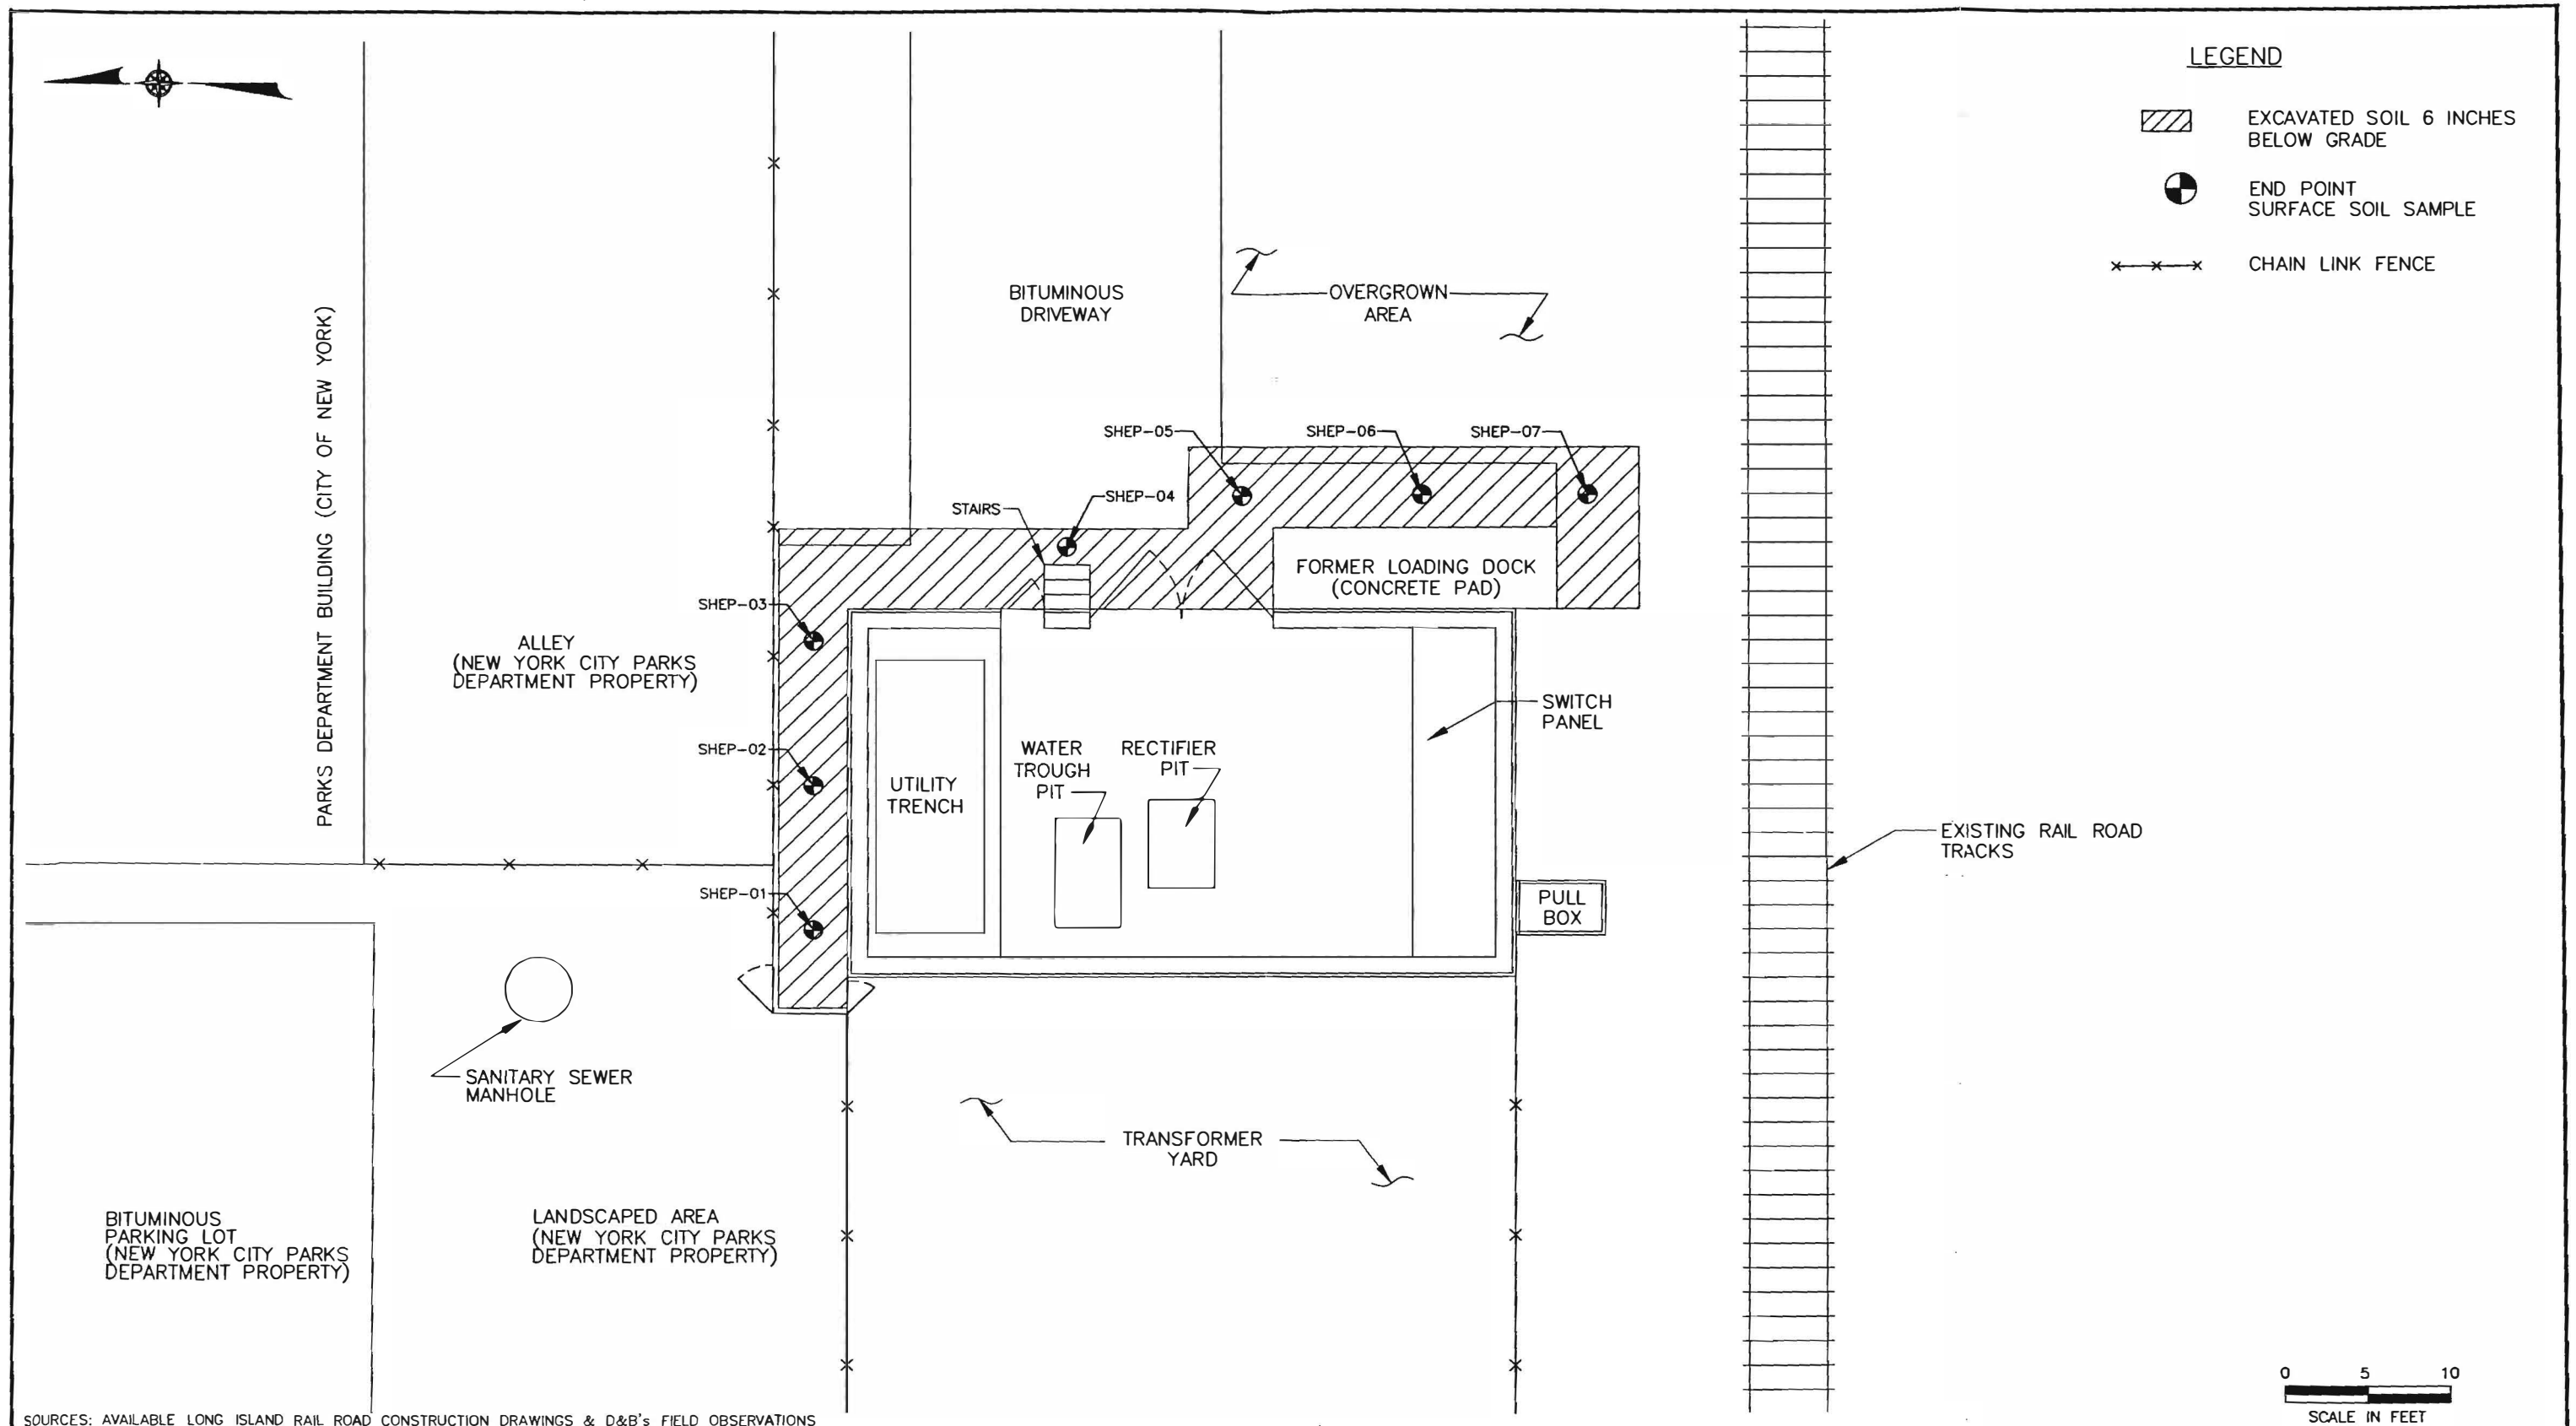 LEGEND
EXCAVATED SOIL 6 INCHES
BELOW GRADE
END POINT
SURFACE SOIL SAMPLE
CHAIN LINK FENCE
PARKS DEPARTMENT BUILDING (CITY OF NEW YORK)
BITUMINOUS
DRIVEWAY
OVERGROWN
AREA
SHEP-05
SHEP-06
SHEP-07
SHEP-04
STAIRS
FORMER LOADING DOCK
(CONCRETE PAD)
SHEP-03
ALLEY
(NEW YORK CITY PARKS
DEPARTMENT PROPERTY)
SWITCH
PANEL
SHEP-02
WATER
TROUGH
PIT
RECTIFIER
PIT
UTILITY
TRENCH
EXISTING RAIL ROAD
TRACKS
SHEP-01
PULL
BOX
SANITARY SEWER
MANHOLE
TRANSFORMER
YARD
BITUMINOUS
PARKING LOT
(NEW YORK CITY PARKS
DEPARTMENT PROPERTY)
LANDSCAPED AREA
(NEW YORK CITY PARKS
DEPARTMENT PROPERTY)
0 5 10
SCALE IN FEET
SOURCES: AVAILABLE LONG ISLAND RAIL ROAD CONSTRUCTION DRAWINGS & D&B's FIELD OBSERVATIONS